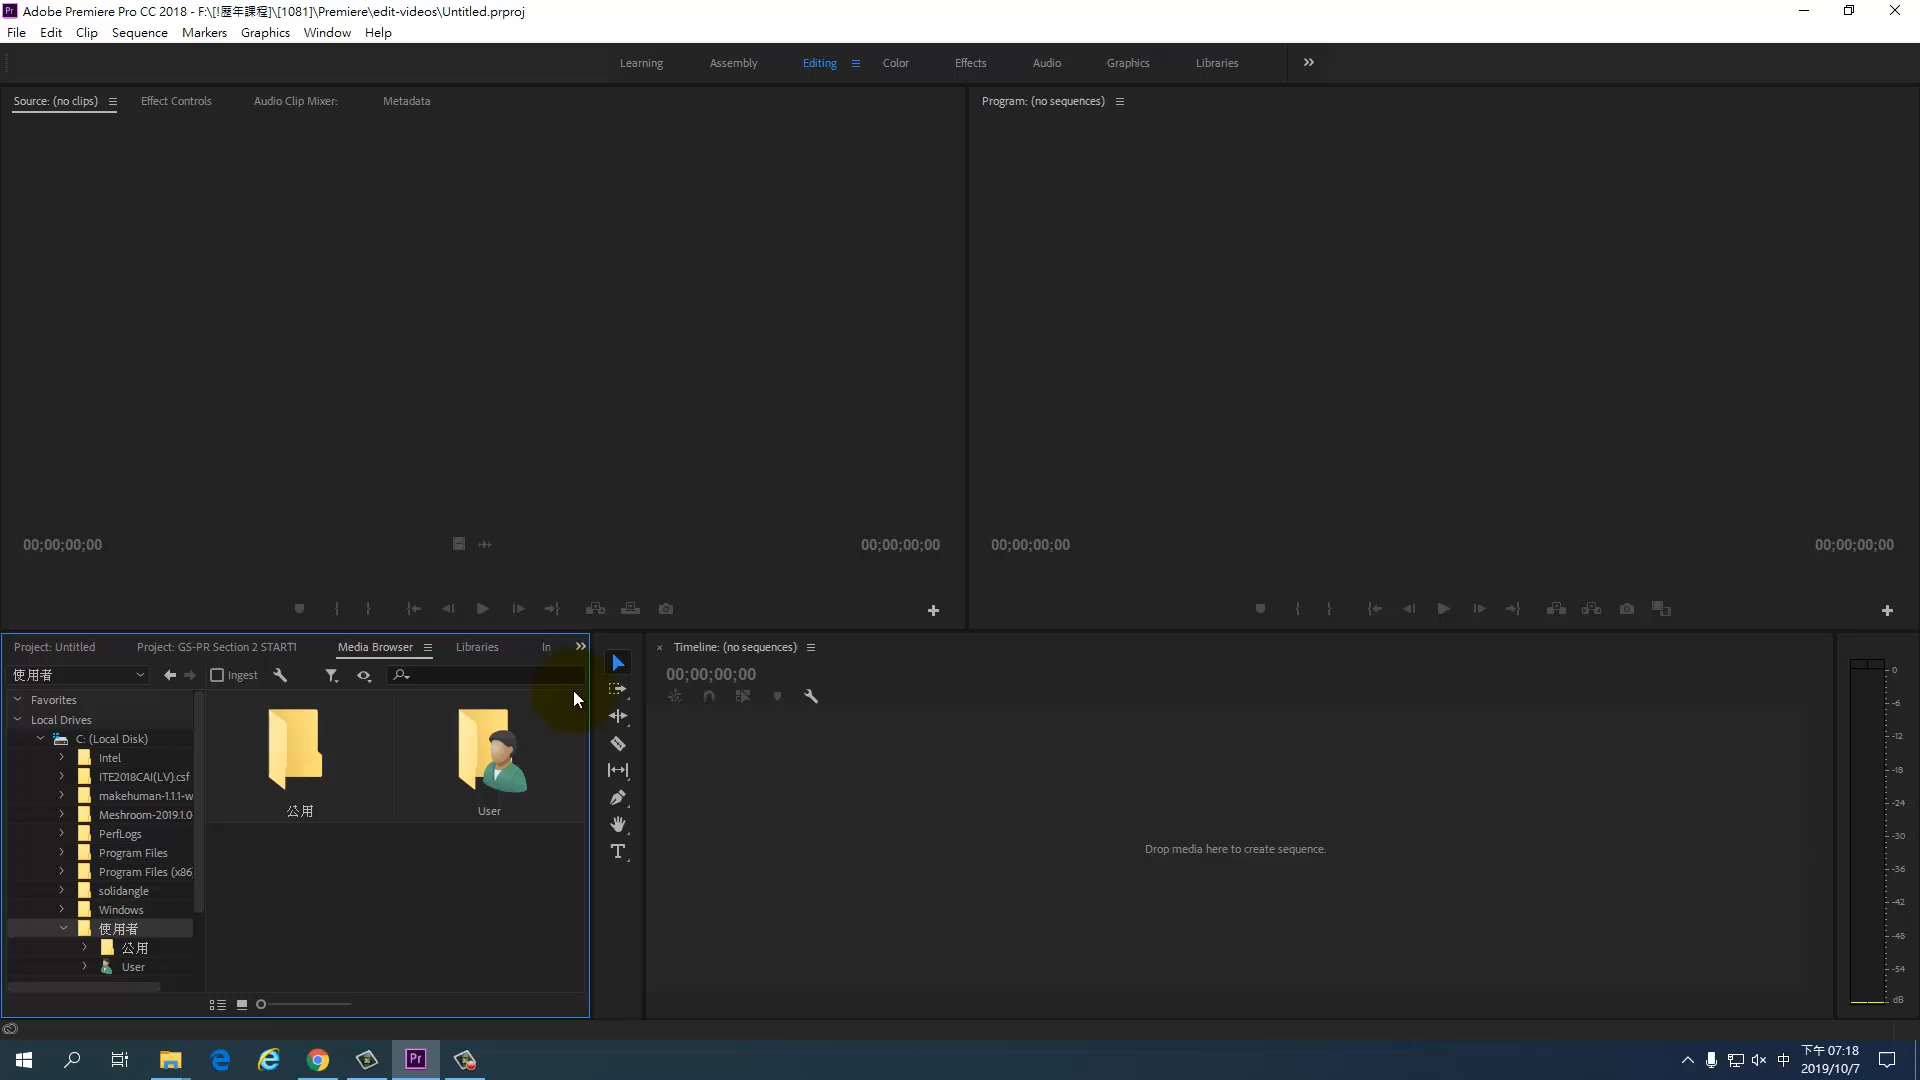 Adobe Premiere Pro CC 2018 - F:\[!歷年課程]\[1081]\Premiere\edit-videos\Untitled.prproj
File Edit Clip Sequence Markers Graphics Window Help
Learning Assembly Editing Color Effects Audio Graphics Libraries
Source: (no clips) Effect Controls Audio Clip Mixer: Metadata
Program: (no sequences)
00;00;00;00 00;00;00;00
00;00;00;00 00;00;00;00
Project: Untitled Project: GS-PR Section 2 START1 Media Browser Libraries In
使用者 Ingest
Favorites
Local Drives
C: (Local Disk)
Intel
ITE2018CAI(LV).csf
makehuman-1.1.1-w
Meshroom-2019.1.0
PerfLogs
Program Files
Program Files (x86
solidangle
Windows
使用者
公用
User
公用
User
Timeline: (no sequences)
00;00;00;00
Drop media here to create sequence.
0
-6
-12
-18
-24
-30
-36
-42
-48
-54
dB
中
下午 07:18
2019/10/7